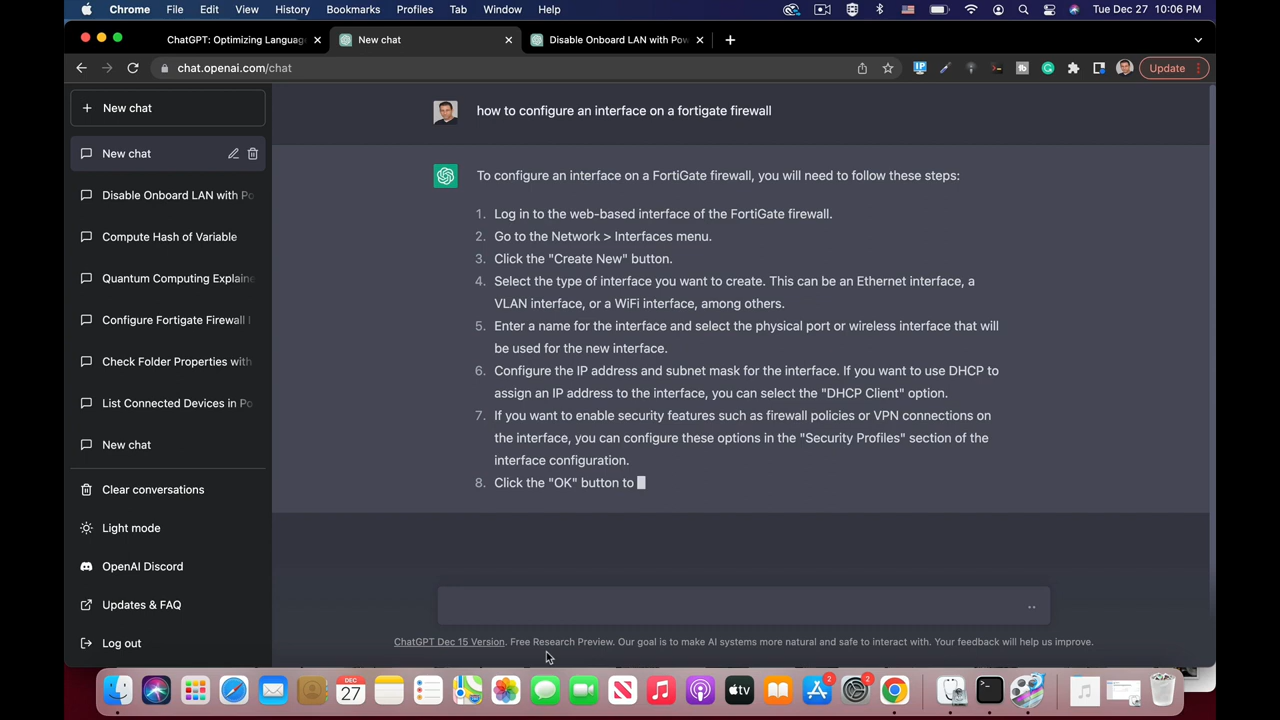 Chrome File Edit View History Bookmarks Profiles Tab Window Help Tue Dec 27 10:06 PM
ChatGPT: Optimizing Language
New chat
Disable Onboard LAN with Pow
chat.openai.com/chat
Update
New chat
New chat
Disable Onboard LAN with Po
Compute Hash of Variable
Quantum Computing Explaine
Configure Fortigate Firewall I
Check Folder Properties with
List Connected Devices in Po
New chat
Clear conversations
Light mode
OpenAI Discord
Updates & FAQ
Log out
how to configure an interface on a fortigate firewall
To configure an interface on a FortiGate firewall, you will need to follow these steps:
1. Log in to the web-based interface of the FortiGate firewall.
2. Go to the Network > Interfaces menu.
3. Click the "Create New" button.
4. Select the type of interface you want to create. This can be an Ethernet interface, a
VLAN interface, or a WiFi interface, among others.
5. Enter a name for the interface and select the physical port or wireless interface that will
be used for the new interface.
6. Configure the IP address and subnet mask for the interface. If you want to use DHCP to
assign an IP address to the interface, you can select the "DHCP Client" option.
7. If you want to enable security features such as firewall policies or VPN connections on
the interface, you can configure these options in the "Security Profiles" section of the
interface configuration.
8. Click the "OK" button to
ChatGPT Dec 15 Version. Free Research Preview. Our goal is to make AI systems more natural and safe to interact with. Your feedback will help us improve.
DEC
27
tv
2
2